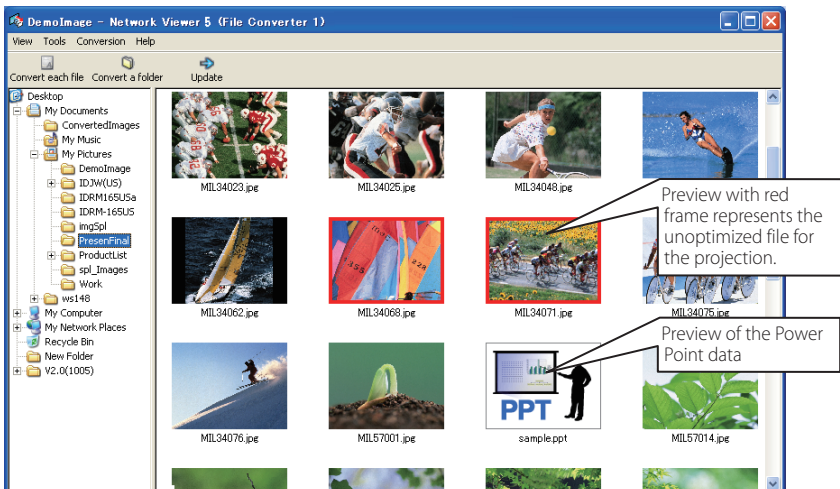 DemoImage - Network Viewer 5 (File Converter 1)
View Tools Conversion Help
Convert each file Convert a folder Update
Desktop
My Documents
ConvertedImages
My Music
My Pictures
DemoImage
IDJW(US)
IDRM165USa
IDRM-165US
imgSpl
PresenFinal
ProductList
spl_Images
Work
ws148
My Computer
My Network Places
Recycle Bin
New Folder
V2.0(1005)
MIL34023.jpg MIL34025.jpg MIL34048.jpg
Preview with red
frame represents the
unoptimized file for
the projection.
MIL34062.jpg MIL34068.jpg MIL34071.jpg MIL34075.jpg
Preview of the Power
Point data
PPT
MIL34076.jpg MIL57001.jpg sample.ppt MIL57014.jpg